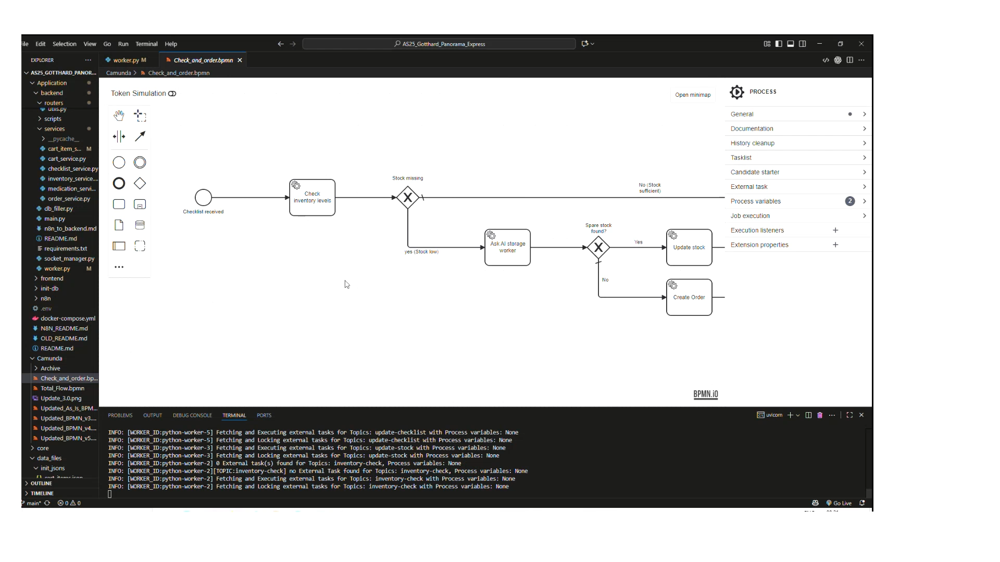 ile Edit Selection View Go Run Terminal Help
AS25_Gotthard_Panorama_Express
EXPLORER
worker.py M
Check_and_order.bpmn
AS25_GOTTHARD_PANOR...
Camunda > Check_and_order.bpmn
Application
backend
routers
utils.py
scripts
services
__pycache__
cart_item_s... M
cart_service.py
checklist_service.py
inventory_service....
medication_servi...
order_service.py
db_filler.py
main.py
n8n_to_backend.md
README.md
requirements.txt
socket_manager.py
worker.py M
frontend
init-db
n8n
.env
docker-compose.yml
N8N_README.md
OLD_README.md
README.md
Camunda
Archive
Check_and_order.bp...
Total_Flow.bpmn
Update_3.0.png
Updated_As_Is_BPM...
Updated_BPMN_v3....
Updated_BPMN_v4....
Updated_BPMN_v5....
core
data_files
init_jsons
cart_items.json
OUTLINE
TIMELINE
Token Simulation
Open minimap
Checklist received
Check
inventory levels
Stock missing
No (Stock
sufficient)
yes (Stock low)
Ask AI storage
worker
Spare stock
found?
Yes
No
Update stock
Create Order
BPMN.iO
PROCESS
General
Documentation
History cleanup
Tasklist
Candidate starter
External task
Process variables 2
Job execution
Execution listeners
Extension properties
PROBLEMS OUTPUT DEBUG CONSOLE TERMINAL PORTS
uvicorn
INFO: [WORKER_ID:python-worker-5] Fetching and Executing external tasks for Topics: update-checklist with Process variables: None
INFO: [WORKER_ID:python-worker-5] Fetching and Locking external tasks for Topics: update-checklist with Process variables: None
INFO: [WORKER_ID:python-worker-3] Fetching and Executing external tasks for Topics: update-stock with Process variables: None
INFO: [WORKER_ID:python-worker-3] Fetching and Locking external tasks for Topics: update-stock with Process variables: None
INFO: [WORKER_ID:python-worker-2] 0 External task(s) found for Topics: inventory-check, Process variables: None
INFO: [WORKER_ID:python-worker-2][TOPIC:inventory-check] no External Task found for Topics: inventory-check, Process variables: None
INFO: [WORKER_ID:python-worker-2] Fetching and Executing external tasks for Topics: inventory-check with Process variables: None
INFO: [WORKER_ID:python-worker-2] Fetching and Locking external tasks for Topics: inventory-check with Process variables: None
main* 0 0
Go Live